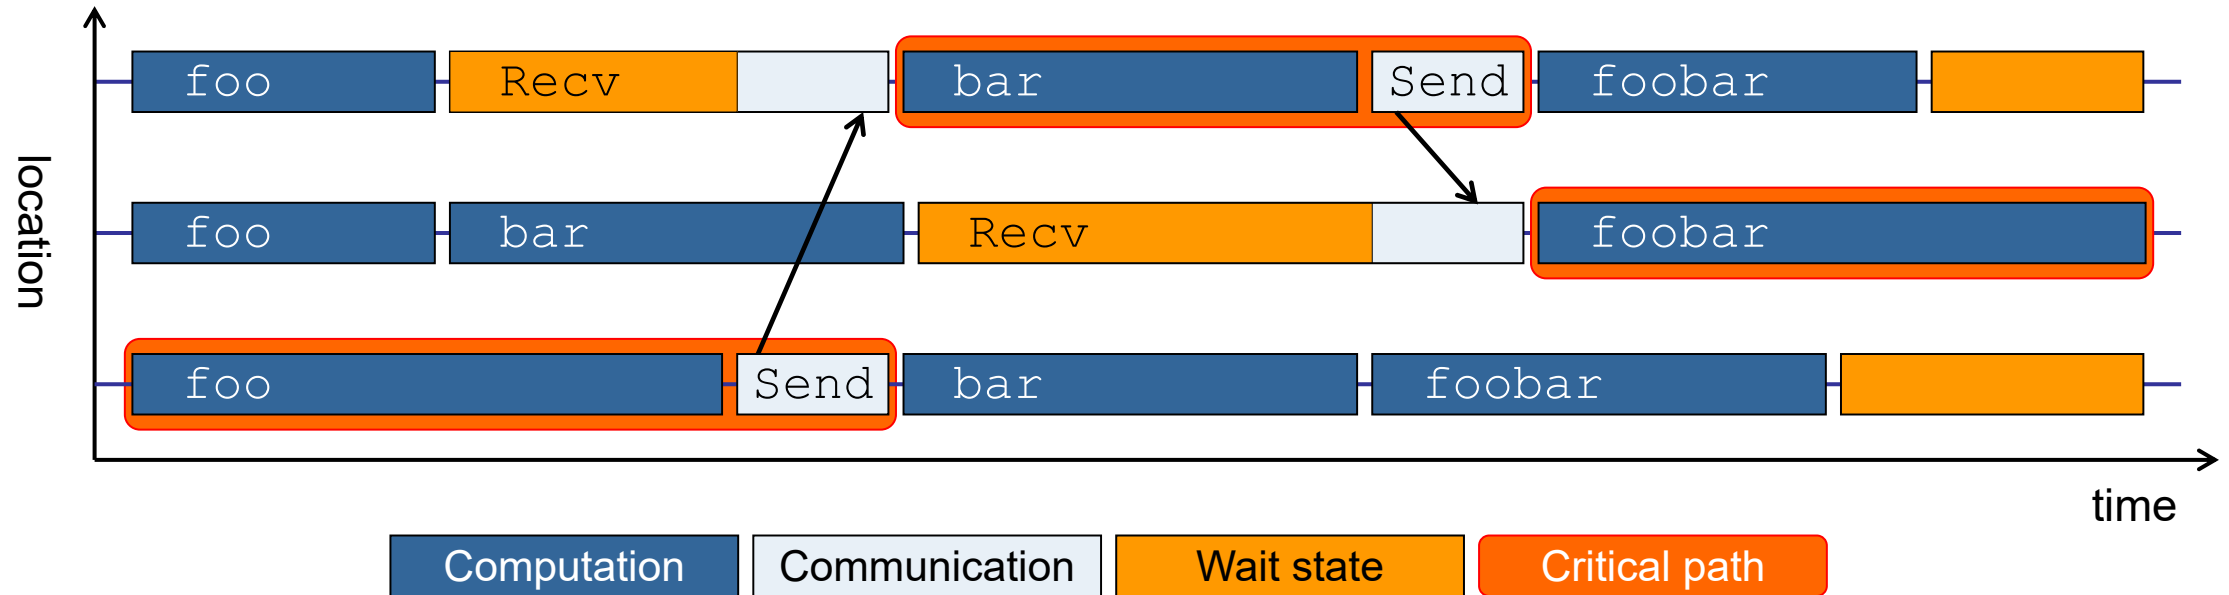 foo Recv bar Send foobar
location
foo bar Recv foobar
foo Send bar foobar
time
Computation Communication Wait state Critical path